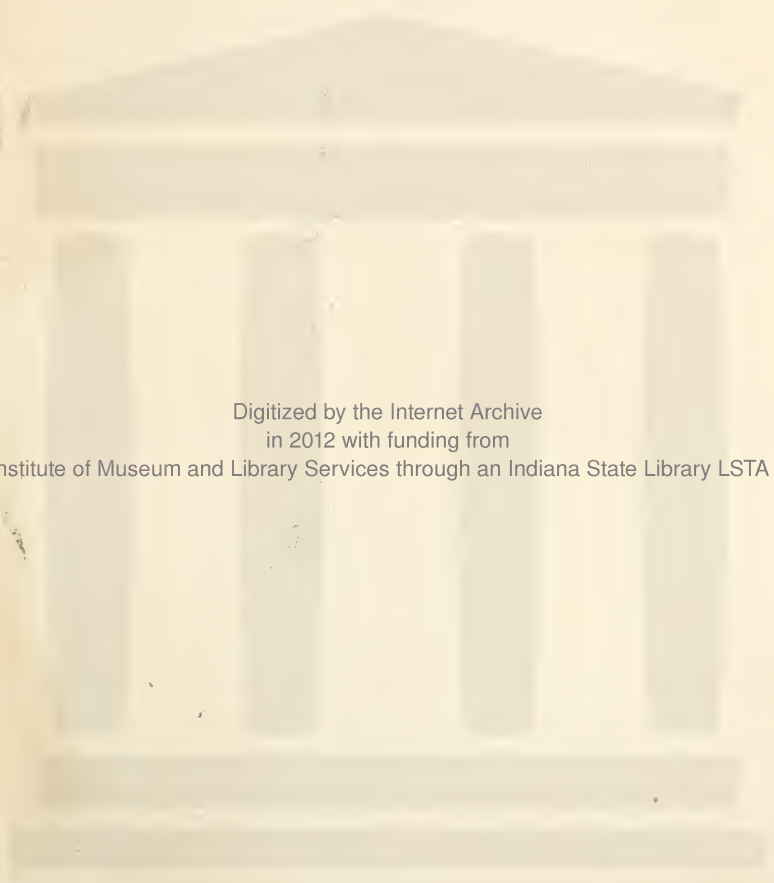 Digitized by the Internet Archive
in 2012 with funding from
nstitute of Museum and Library Services through an Indiana State Library LSTA